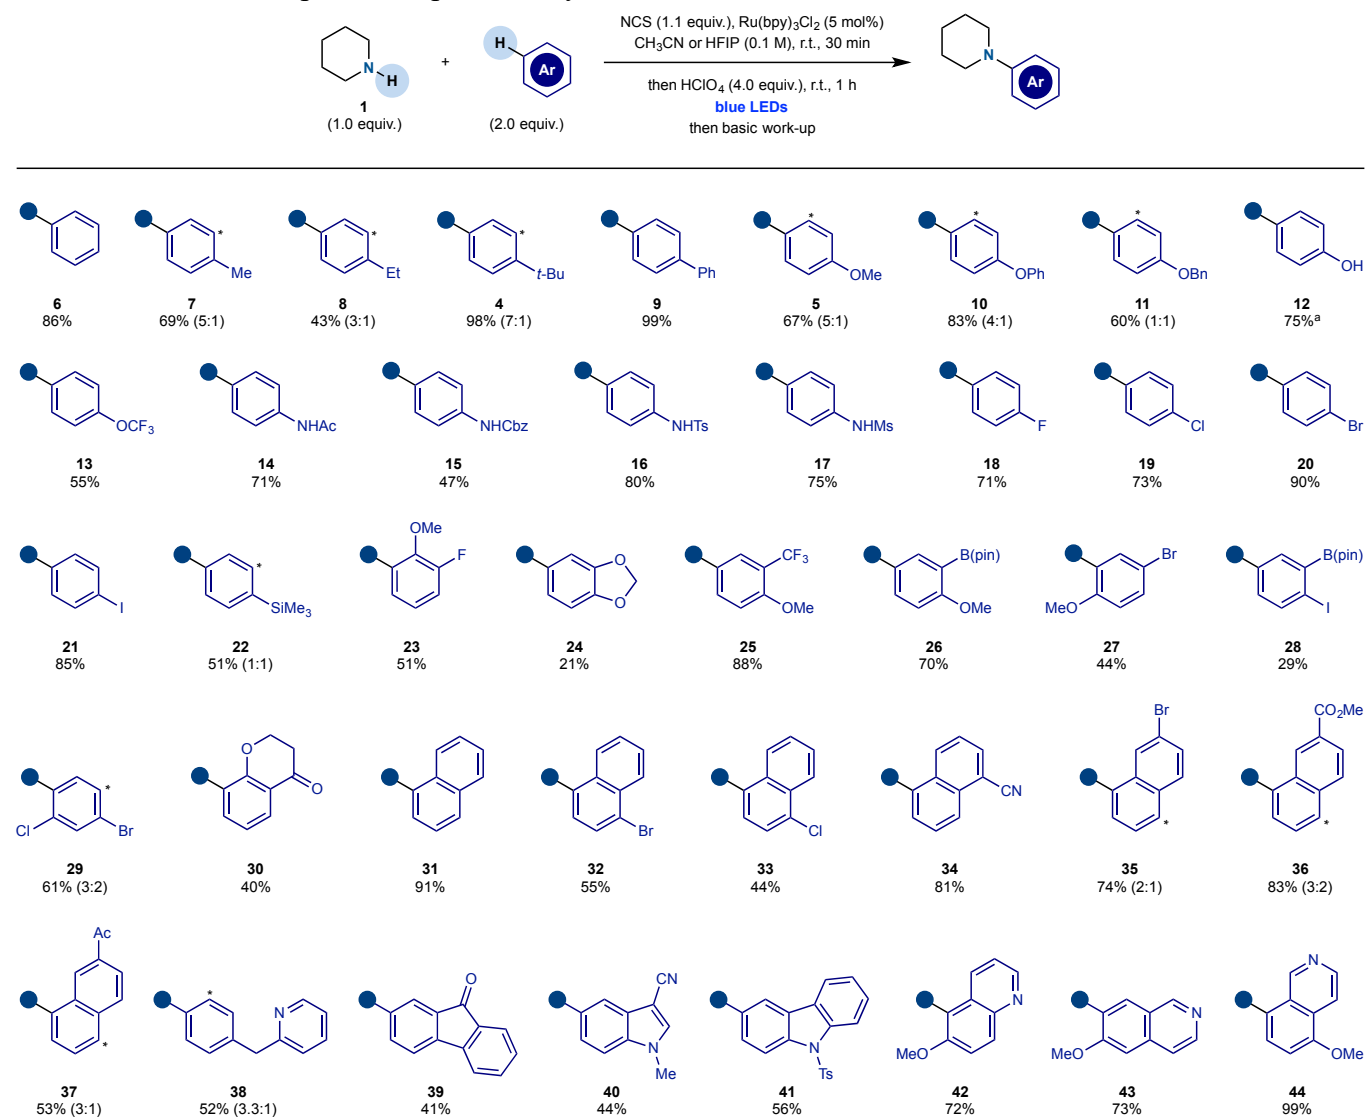 NCS (1.1 equiv.), Ru(bpy)₃Cl₂ (5 mol%)
CH₃CN or HFIP (0.1 M), r.t., 30 min
then HClO₄ (4.0 equiv.), r.t., 1 h
blue LEDs
then basic work-up
N H
1
(1.0 equiv.)
+
H Ar
(2.0 equiv.)
N Ar
* * * * * *
Me Et t-Bu Ph OMe OPh OBn OH
6 7 8 4 9 5 10 11 12
86% 69% (5:1) 43% (3:1) 98% (7:1) 99% 67% (5:1) 83% (4:1) 60% (1:1) 75%ᵃ
OCF₃ NHAc NHCbz NHTs NHMs F Cl Br
13 14 15 16 17 18 19 20
55% 71% 47% 80% 75% 71% 73% 90%
OMe
F O CF₃ B(pin) Br B(pin)
*
I SiMe₃ O OMe OMe MeO I
21 22 23 24 25 26 27 28
85% 51% (1:1) 51% 21% 88% 70% 44% 29%
Br CO₂Me
O
* O CN
Cl Br Br Cl * *
29 30 31 32 33 34 35 36
61% (3:2) 40% 91% 55% 44% 81% 74% (2:1) 83% (3:2)
Ac
O CN N
* N N N
* N N MeO MeO OMe
Me Ts
37 38 39 40 41 42 43 44
53% (3:1) 52% (3.3:1) 41% 44% 56% 72% 73% 99%